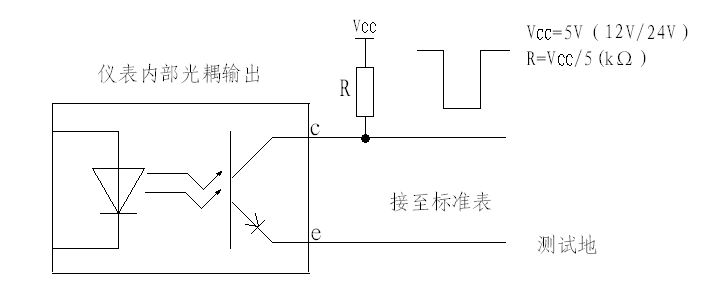 Vcc
Vcc=5V (12V/24V)
R=Vcc/5(kΩ)
仪表内部光耦输出
R
c
接至标准表
e
测试地